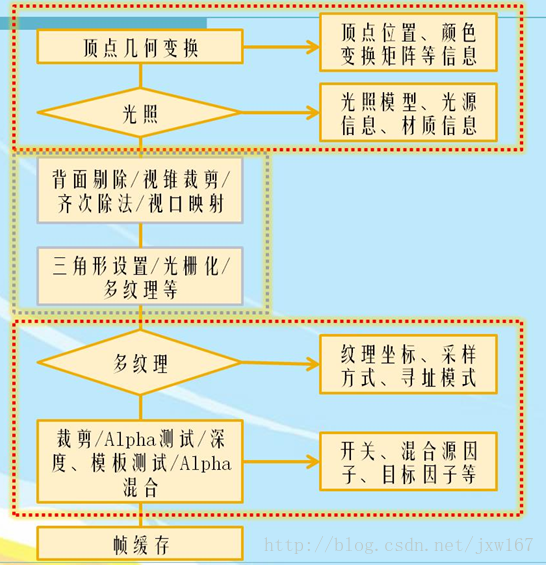 顶点几何变换
顶点位置、颜色
变换矩阵等信息
光照
光照模型、光源
信息、材质信息
背面剔除/视锥裁剪/
齐次除法/视口映射
三角形设置/光栅化/
多纹理等
多纹理
纹理坐标、采样
方式、寻址模式
裁剪/Alpha测试/深
度、模板测试/Alpha
混合
开关、混合源因
子、目标因子等
帧缓存
http://blog.csdn.net/jxw167